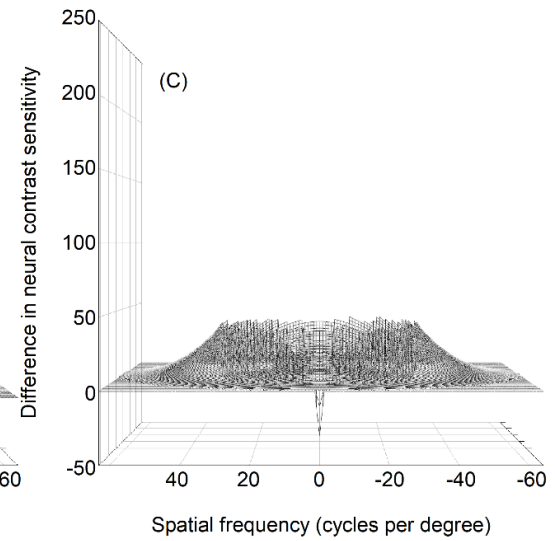 250
200
150
100
50
0
-50
Difference in neural contrast sensitivity
(C)
60
40 20 0 -20 -40 -60
Spatial frequency (cycles per degree)